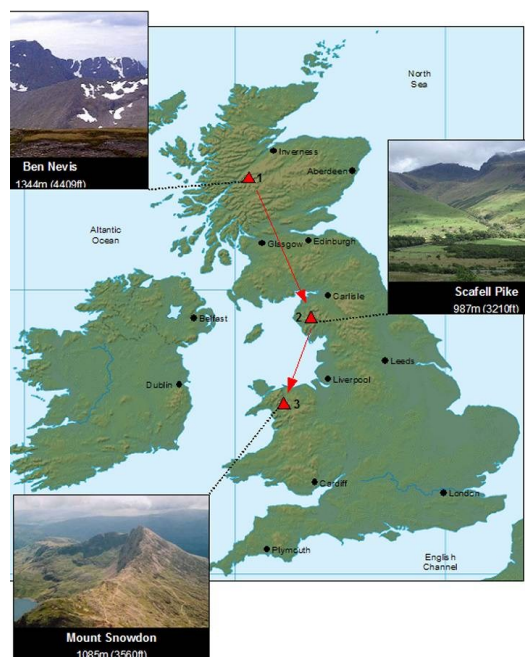 North
Sea
Ben Nevis
1344m (4409ft)
Inverness
Aberdeen
1
Altantic
Ocean
Glasgow
Edinburgh
Scafell Pike
987m (3210ft)
Carlisle
2
Belfast
Leeds
Dublin
Liverpool
3
Cardiff
London
Plymouth
English
Channel
Mount Snowdon
1085m (3560ft)